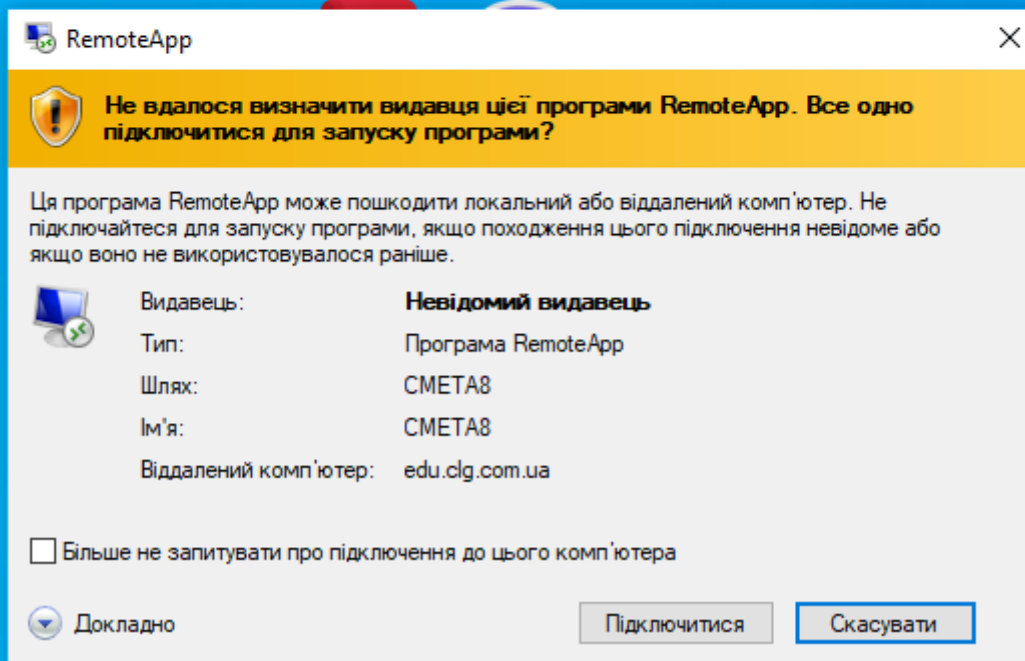 RemoteApp
Не вдалося визначити видавця цієї програми RemoteApp. Все одно
підключитися для запуску програми?
Ця програма RemoteApp може пошкодити локальний або віддалений комп'ютер. Не
підключайтеся для запуску програми, якщо походження цього підключення невідоме або
якщо воно не використовувалося раніше.
Видавець: Невідомий видавець
Тип: Програма RemoteApp
Шлях: СМЕТА8
Ім'я: СМЕТА8
Віддалений комп'ютер: edu.clg.com.ua
Більше не запитувати про підключення до цього комп'ютера
Докладно Підключитися Скасувати